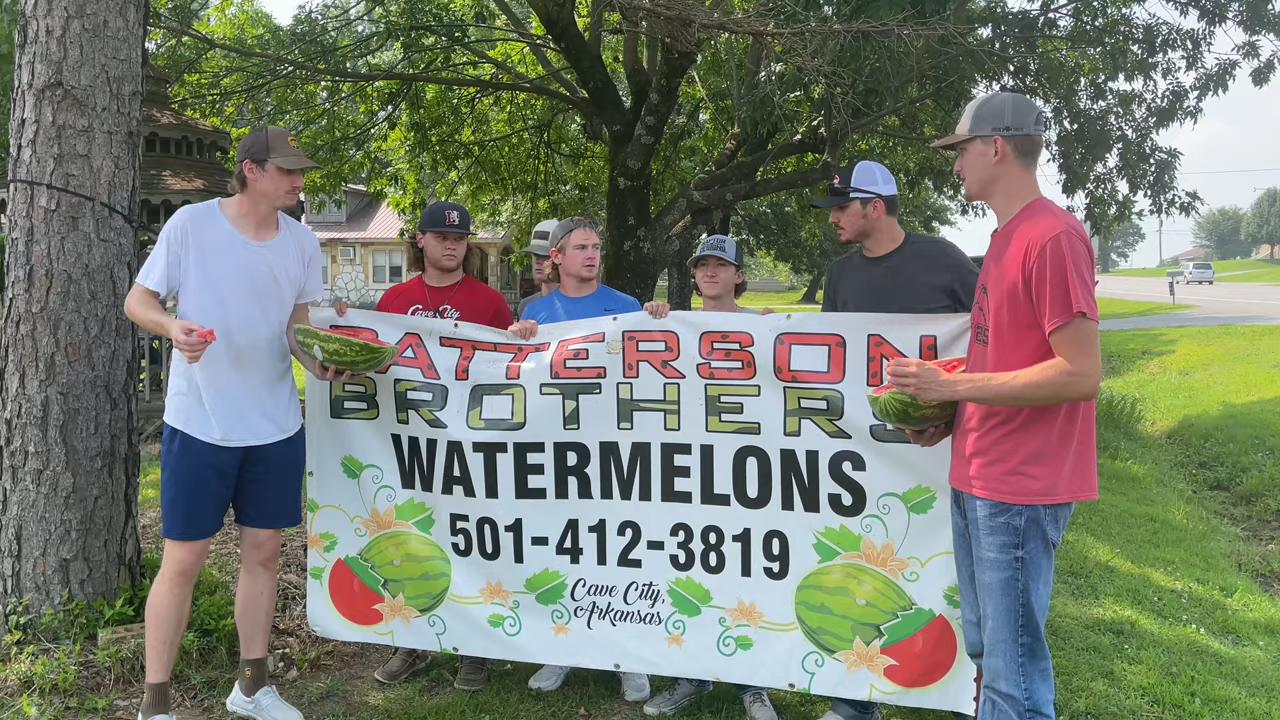 PATTERSON
BROTHERS
WATERMELONS
501-412-3819
Cave City,
Arkansas
Cave City